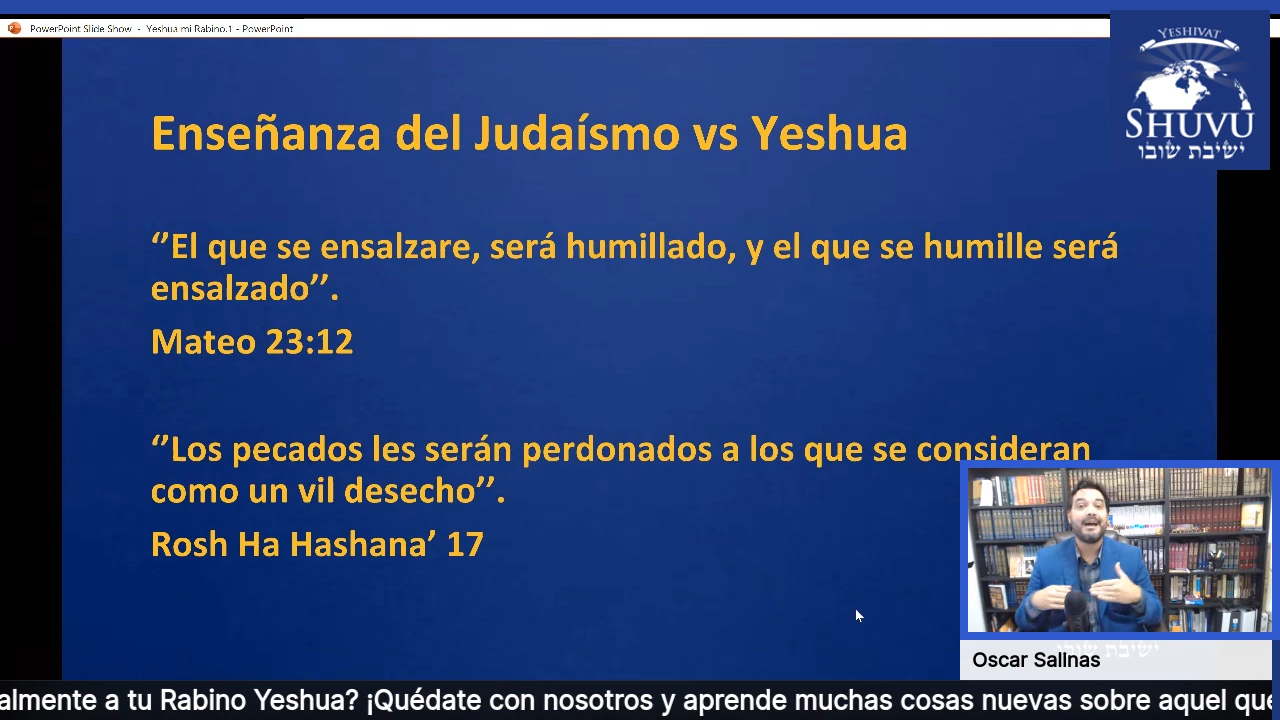 PowerPoint Slide Show - Yeshua mi Rabino.1 - PowerPoint
YESHIVAT
SHUVU
ישיבת שובו
Enseñanza del Judaísmo vs Yeshua
‘’El que se ensalzare, será humillado, y el que se humille será
ensalzado’’.
Mateo 23:12
‘’Los pecados les serán perdonados a los que se consideran
como un vil desecho’’.
Rosh Ha Hashana’ 17
Oscar Salinas
almente a tu Rabino Yeshua? ¡Quédate con nosotros y aprende muchas cosas nuevas sobre aquel que